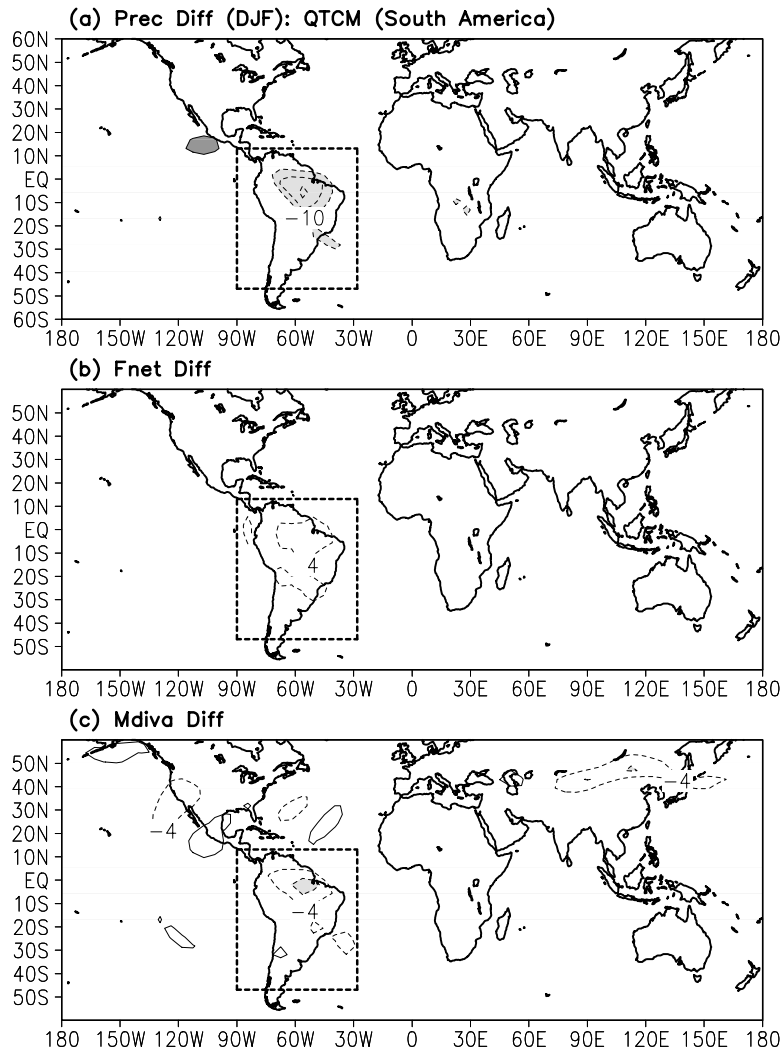 (a) Prec Diff (DJF): QTCM (South America)
60N
50N
40N
30N
20N
10N
EQ
10S
20S
30S
40S
50S
60S
−10
180 150W 120W 90W 60W 30W 0 30E 60E 90E 120E 150E 180
(b) Fnet Diff
50N
40N
30N
20N
10N
EQ
10S
20S
30S
40S
50S
4
180 150W 120W 90W 60W 30W 0 30E 60E 90E 120E 150E 180
(c) Mdiva Diff
50N
40N
30N
20N
10N
EQ
10S
20S
30S
40S
50S
−4
−4
−4
180 150W 120W 90W 60W 30W 0 30E 60E 90E 120E 150E 180